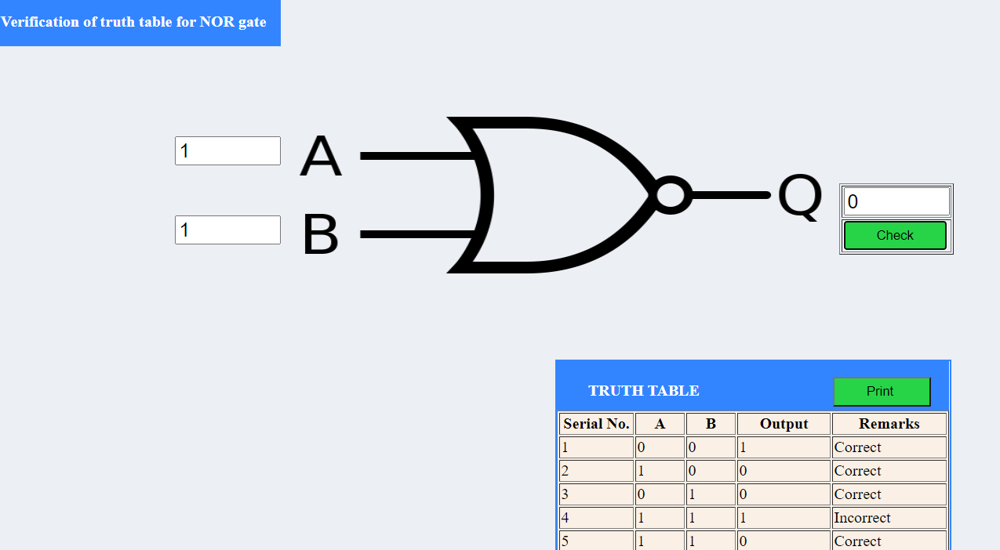 Verification of truth table for NOR gate
1 A
1 B
Q 0
Check
TRUTH TABLE Print
Serial No. A B Output Remarks
1 0 0 1 Correct
2 1 0 0 Correct
3 0 1 0 Correct
4 1 1 1 Incorrect
5 1 1 0 Correct